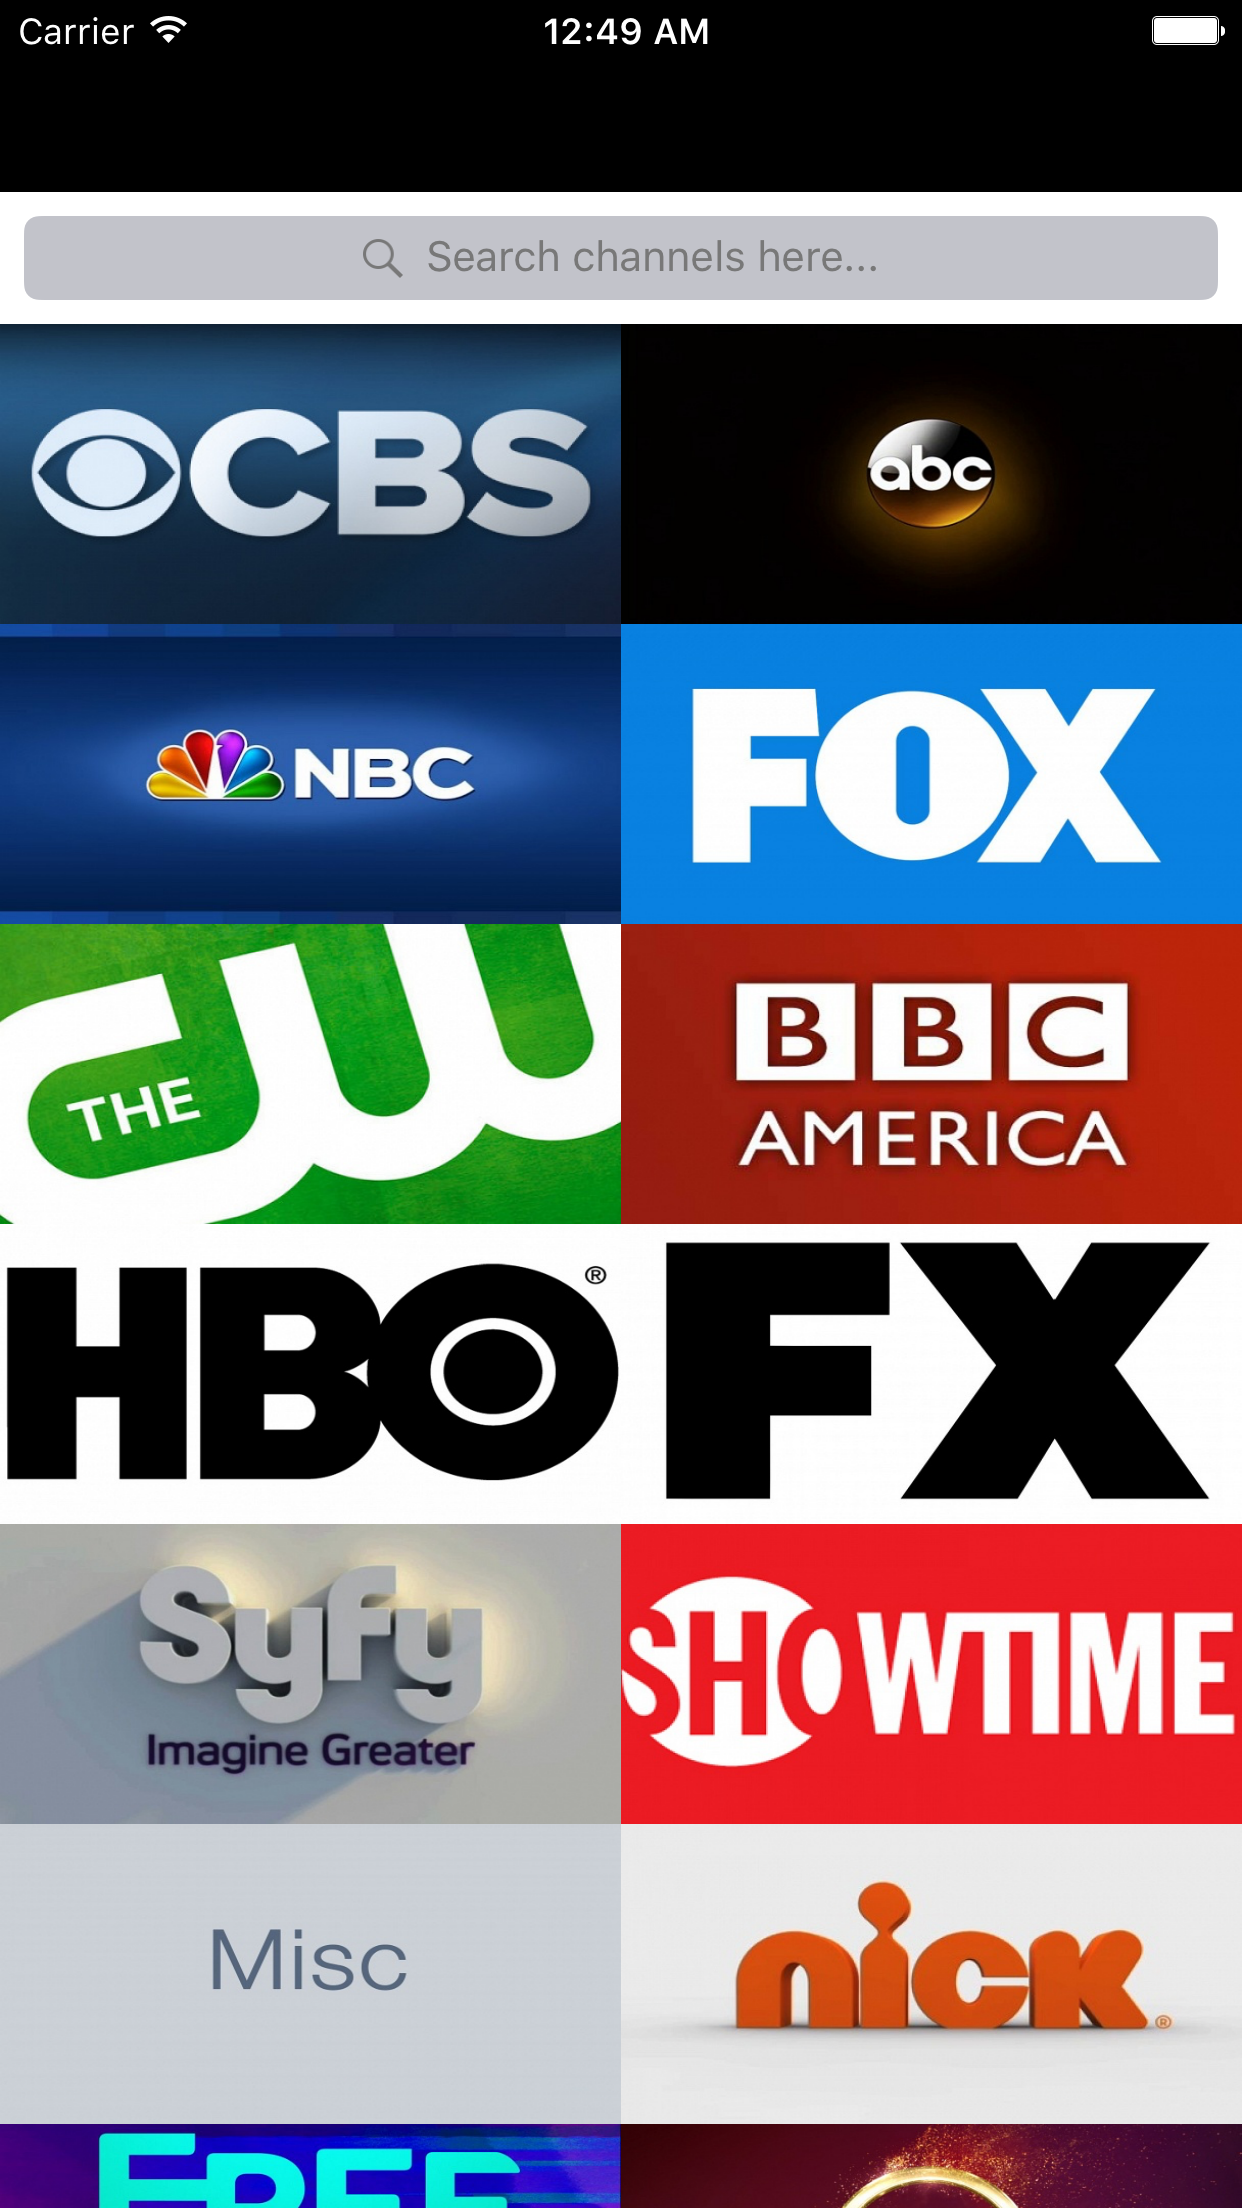 Carrier 12:49 AM
Search channels here...
CBS abc
NBC FOX
THE CW BBC
AMERICA
HBO® FX
Syfy SHOWTIME
Imagine Greater
Misc nick®
FREE